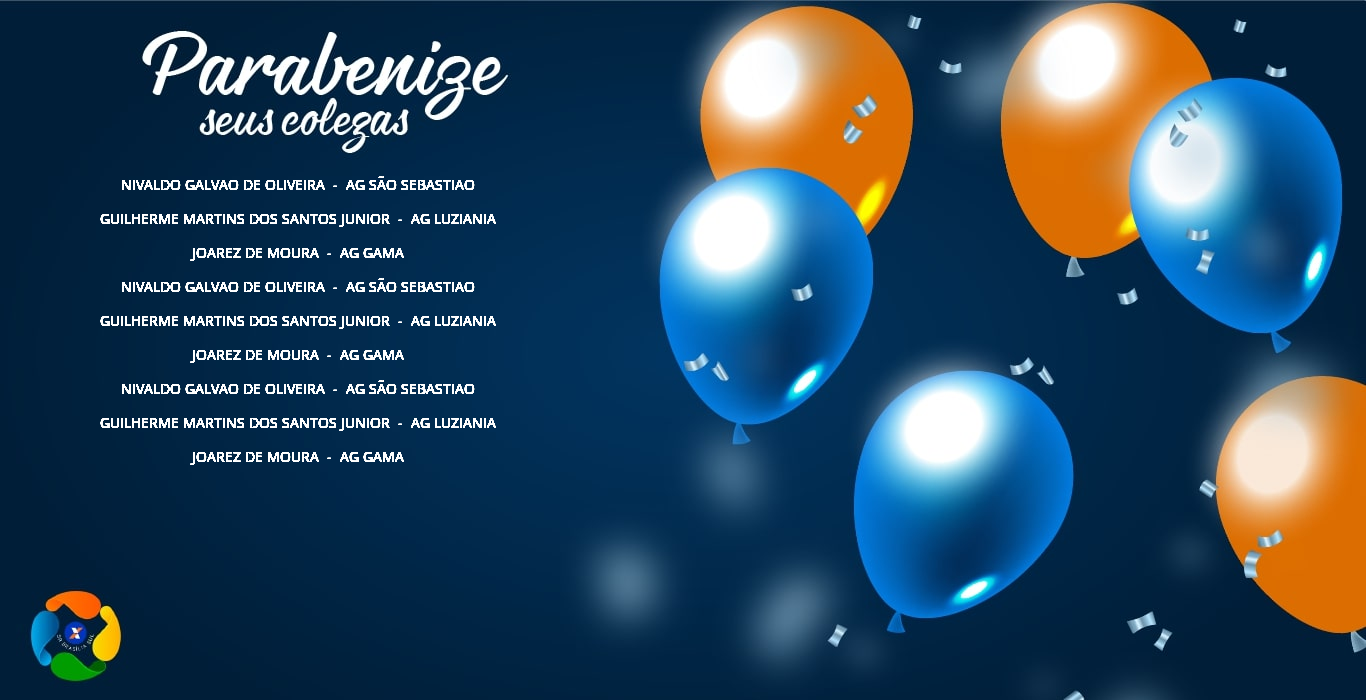 Parabenize
seus colegas
NIVALDO GALVAO DE OLIVEIRA - AG SÃO SEBASTIAO
GUILHERME MARTINS DOS SANTOS JUNIOR - AG LUZIANIA
JOAREZ DE MOURA - AG GAMA
NIVALDO GALVAO DE OLIVEIRA - AG SÃO SEBASTIAO
GUILHERME MARTINS DOS SANTOS JUNIOR - AG LUZIANIA
JOAREZ DE MOURA - AG GAMA
NIVALDO GALVAO DE OLIVEIRA - AG SÃO SEBASTIAO
GUILHERME MARTINS DOS SANTOS JUNIOR - AG LUZIANIA
JOAREZ DE MOURA - AG GAMA
SR BRASÍLIA SUL